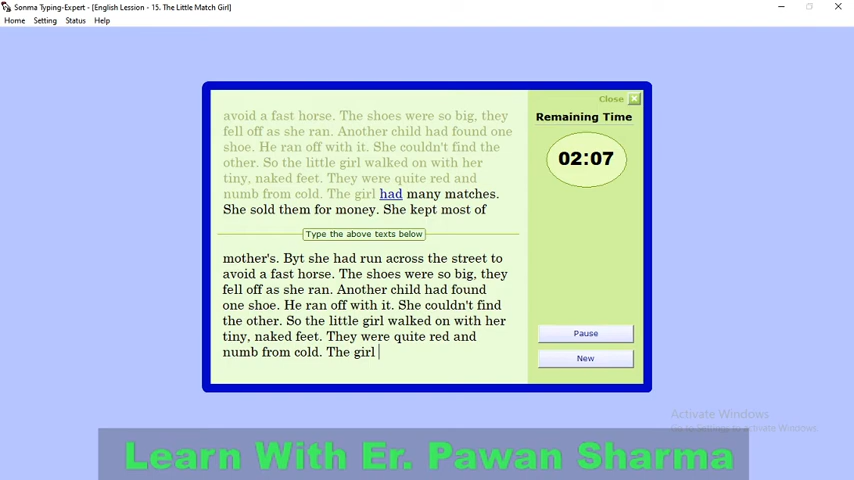 Sonma Typing-Expert - [English Lession - 15. The Little Match Girl]
Home Setting Status Help
Close
avoid a fast horse. The shoes were so big, they
fell off as she ran. Another child had found one
shoe. He ran off with it. She couldn't find the
other. So the little girl walked on with her
tiny, naked feet. They were quite red and
numb from cold. The girl had many matches.
She sold them for money. She kept most of
Remaining Time
02:07
Type the above texts below
mother's. Byt she had run across the street to
avoid a fast horse. The shoes were so big, they
fell off as she ran. Another child had found
one shoe. He ran off with it. She couldn't find
the other. So the little girl walked on with her
tiny, naked feet. They were quite red and
numb from cold. The girl
Pause
New
Activate Windows
Go to Settings to activate Windows.
Learn With Er. Pawan Sharma